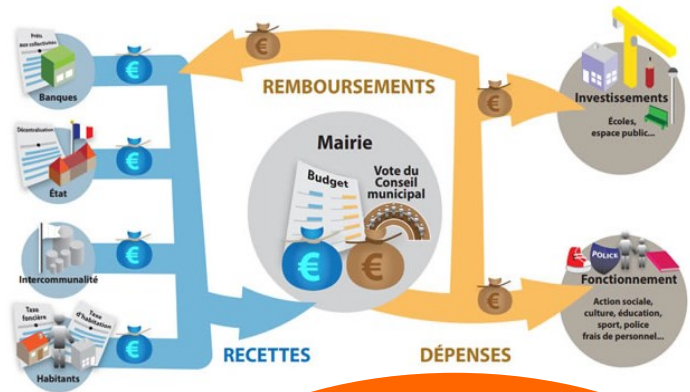 Prêts
aux collectivités
Banques
Décentralisation
État
Intercommunalité
Taxe
foncière
Taxe
d'habitation
Habitants
RECETTES
REMBOURSEMENTS
Mairie
Budget
Vote du
Conseil
municipal
DÉPENSES
Investissements
Écoles,
espace public...
POLICE
Fonctionnement
Action sociale,
culture, éducation,
sport, police
frais de personnel...